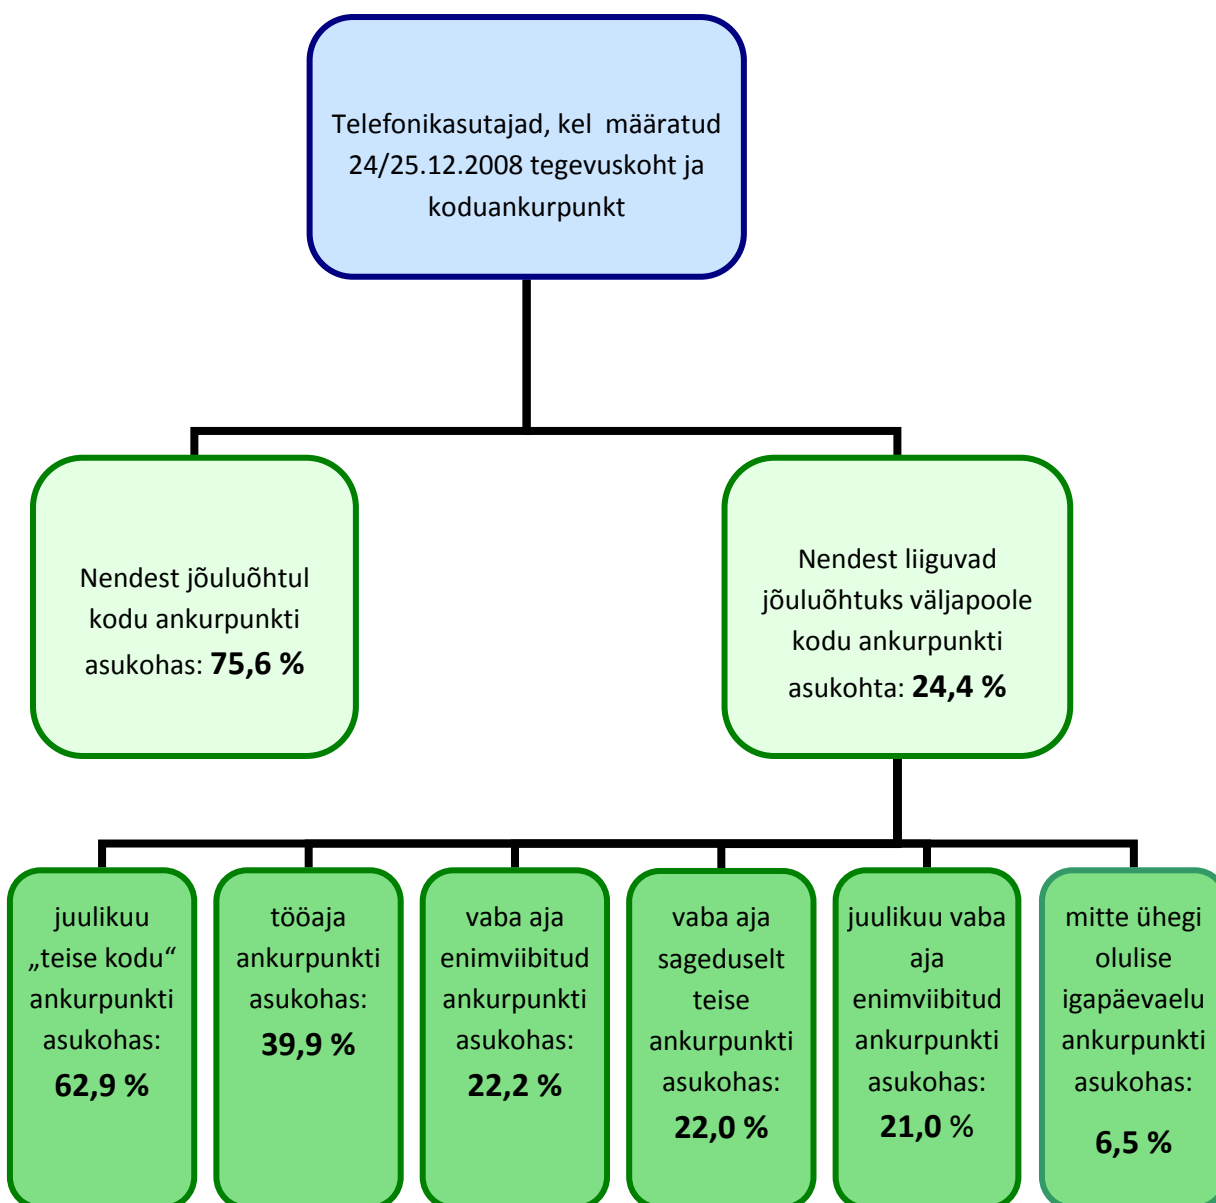 Telefonikasutajad, kel määratud
24/25.12.2008 tegevuskoht ja
koduankurpunkt
Nendest jõuluõhtul
kodu ankurpunkti
asukohas: 75,6 %
Nendest liiguvad
jõuluõhtuks väljapoole
kodu ankurpunkti
asukohta: 24,4 %
juulikuu
„teise kodu“
ankurpunkti
asukohas:
62,9 %
tööaja
ankurpunkti
asukohas:
39,9 %
vaba aja
enimviibitud
ankurpunkti
asukohas:
22,2 %
vaba aja
sageduselt
teise
ankurpunkti
asukohas:
22,0 %
juulikuu vaba
aja
enimviibitud
ankurpunkti
asukohas:
21,0 %
mitte ühegi
olulise
igapäevaelu
ankurpunkti
asukohas:
6,5 %